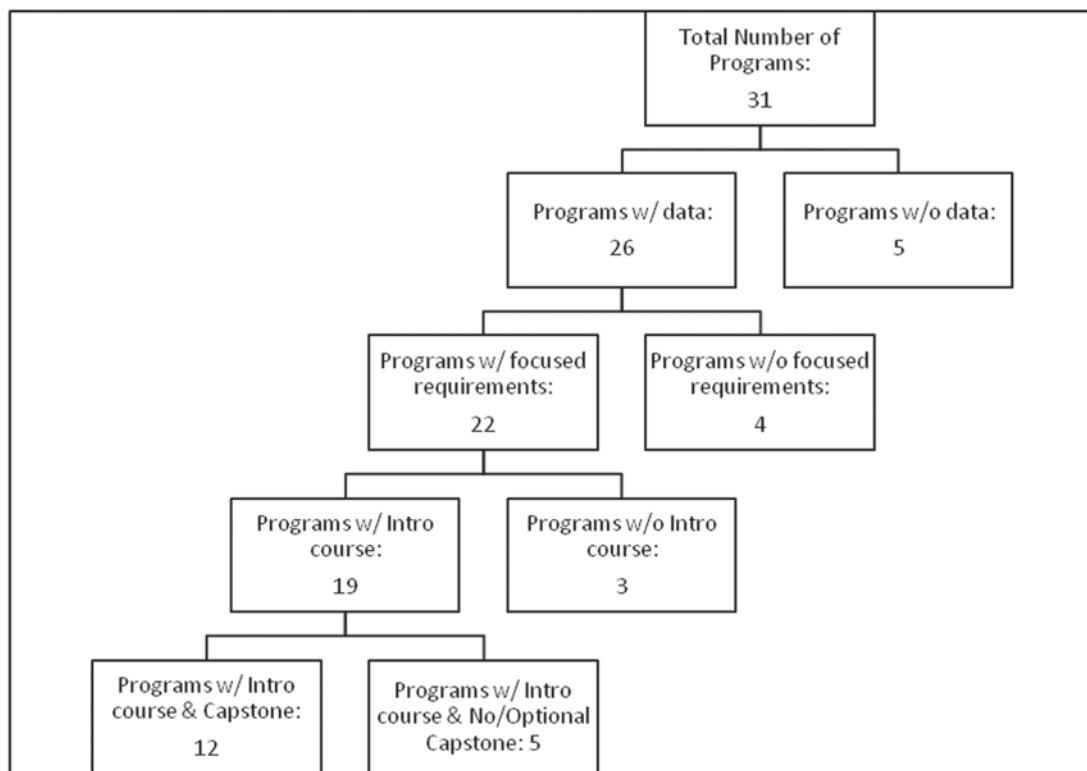 Total Number of
Programs:
31
Programs w/ data:
26
Programs w/o data:
5
Programs w/ focused
requirements:
22
Programs w/o focused
requirements:
4
Programs w/ Intro
course:
19
Programs w/o Intro
course:
3
Programs w/ Intro
course & Capstone:
12
Programs w/ Intro
course & No/Optional
Capstone: 5